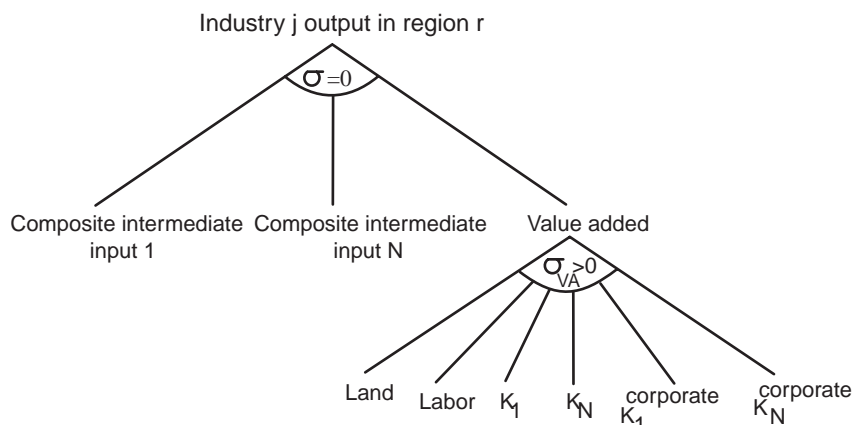 Industry j output in region r
σ=0
Composite intermediate input 1
Composite intermediate input N
Value added
σVA>0
Land
Labor
K1
KN
K1 corporate
KN corporate